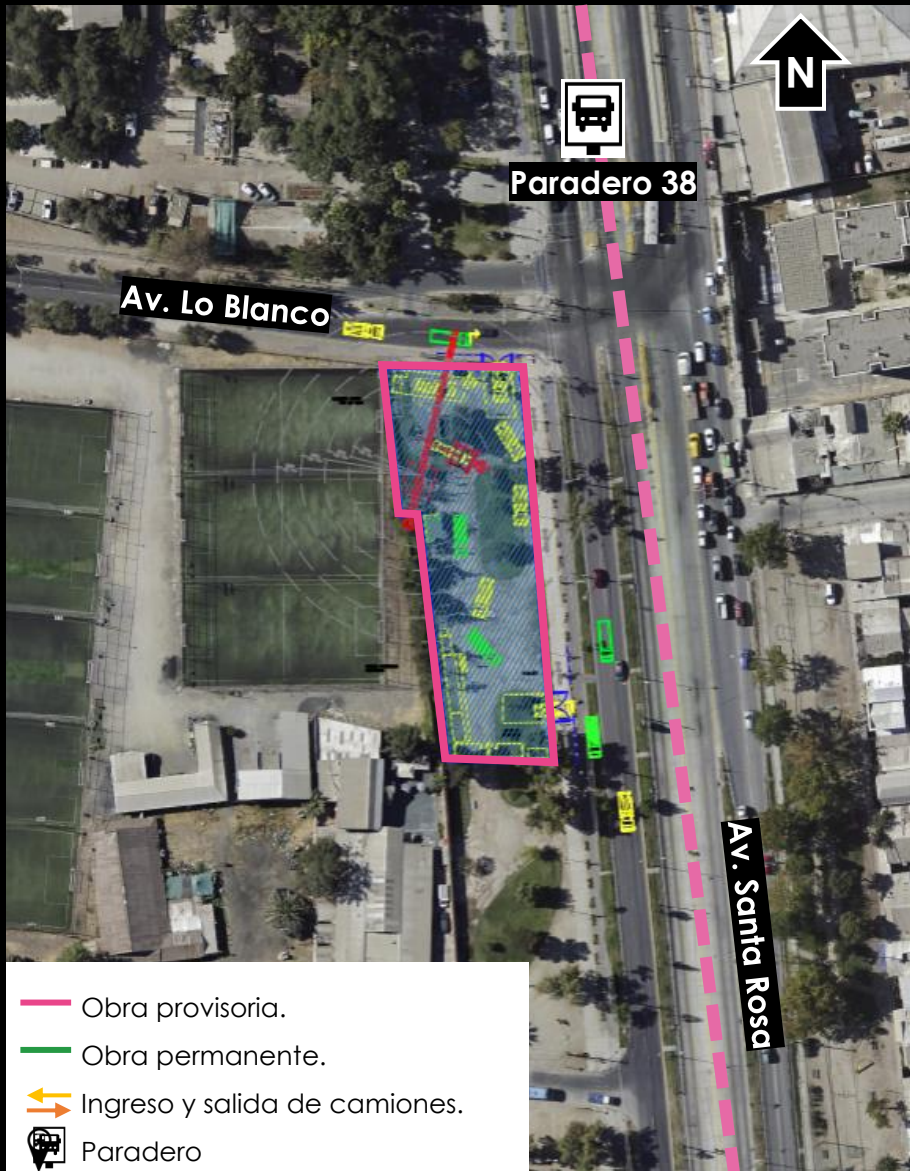 N
Paradero 38
Av. Lo Blanco
Av. Santa Rosa
Obra provisoria.
Obra permanente.
Ingreso y salida de camiones.
Paradero